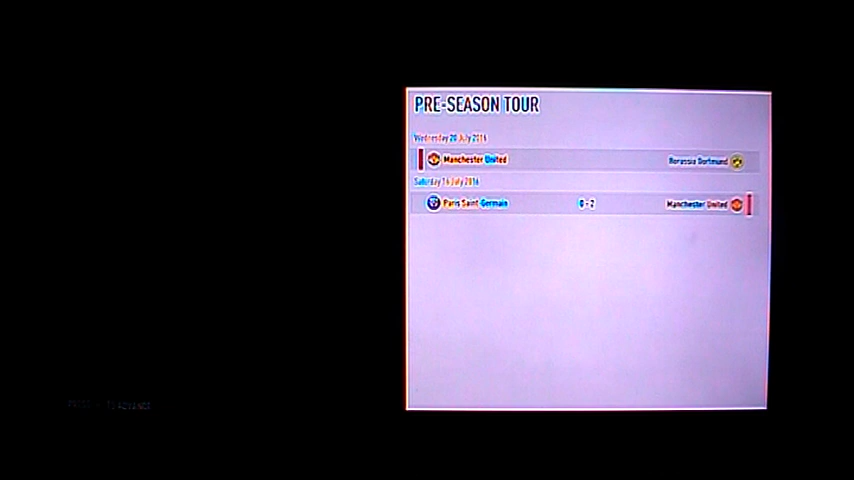 PRE-SEASON TOUR
Wednesday 20 July 2016
Manchester United Borussia Dortmund
Saturday 16 July 2016
Paris Saint-Germain 0 - 2 Manchester United
ADVANCE